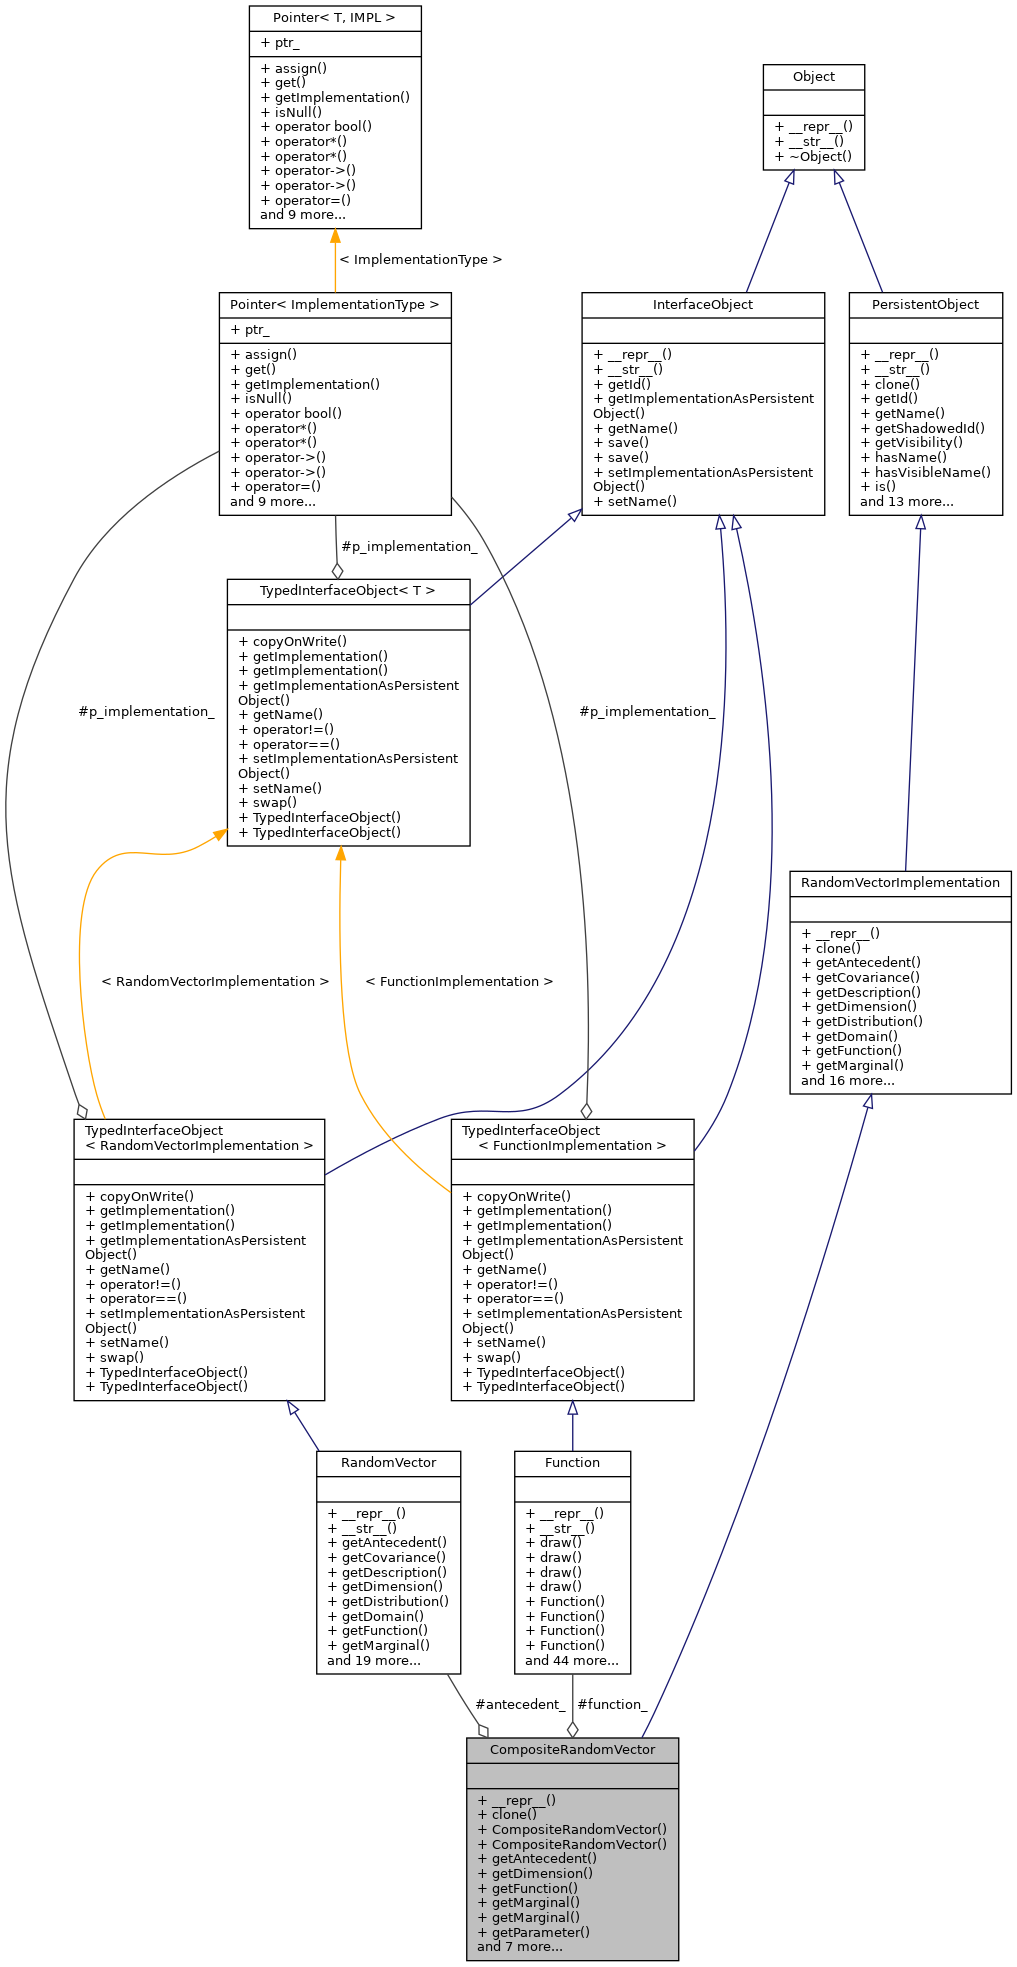 Pointer< T, IMPL >
+ ptr_
+ assign()
+ get()
+ getImplementation()
+ isNull()
+ operator bool()
+ operator*()
+ operator*()
+ operator->()
+ operator->()
+ operator=()
and 9 more...
Object
+ __repr__()
+ __str__()
+ ~Object()
< ImplementationType >
Pointer< ImplementationType >
+ ptr_
+ assign()
+ get()
+ getImplementation()
+ isNull()
+ operator bool()
+ operator*()
+ operator*()
+ operator->()
+ operator->()
+ operator=()
and 9 more...
InterfaceObject
+ __repr__()
+ __str__()
+ getId()
+ getImplementationAsPersistent
Object()
+ getName()
+ save()
+ save()
+ setImplementationAsPersistent
Object()
+ setName()
PersistentObject
+ __repr__()
+ __str__()
+ clone()
+ getId()
+ getName()
+ getShadowedId()
+ getVisibility()
+ hasName()
+ hasVisibleName()
+ is()
and 13 more...
#p_implementation_
TypedInterfaceObject< T >
+ copyOnWrite()
+ getImplementation()
+ getImplementation()
+ getImplementationAsPersistent
Object()
+ getName()
+ operator!=()
+ operator==()
+ setImplementationAsPersistent
Object()
+ setName()
+ swap()
+ TypedInterfaceObject()
+ TypedInterfaceObject()
#p_implementation_
#p_implementation_
RandomVectorImplementation
+ __repr__()
+ clone()
+ getAntecedent()
+ getCovariance()
+ getDescription()
+ getDimension()
+ getDistribution()
+ getDomain()
+ getFunction()
+ getMarginal()
and 16 more...
< RandomVectorImplementation >
< FunctionImplementation >
TypedInterfaceObject
< RandomVectorImplementation >
+ copyOnWrite()
+ getImplementation()
+ getImplementation()
+ getImplementationAsPersistent
Object()
+ getName()
+ operator!=()
+ operator==()
+ setImplementationAsPersistent
Object()
+ setName()
+ swap()
+ TypedInterfaceObject()
+ TypedInterfaceObject()
TypedInterfaceObject
< FunctionImplementation >
+ copyOnWrite()
+ getImplementation()
+ getImplementation()
+ getImplementationAsPersistent
Object()
+ getName()
+ operator!=()
+ operator==()
+ setImplementationAsPersistent
Object()
+ setName()
+ swap()
+ TypedInterfaceObject()
+ TypedInterfaceObject()
RandomVector
+ __repr__()
+ __str__()
+ getAntecedent()
+ getCovariance()
+ getDescription()
+ getDimension()
+ getDistribution()
+ getDomain()
+ getFunction()
+ getMarginal()
and 19 more...
Function
+ __repr__()
+ __str__()
+ draw()
+ draw()
+ draw()
+ draw()
+ Function()
+ Function()
+ Function()
+ Function()
and 44 more...
#antecedent_
#function_
CompositeRandomVector
+ __repr__()
+ clone()
+ CompositeRandomVector()
+ CompositeRandomVector()
+ getAntecedent()
+ getDimension()
+ getFunction()
+ getMarginal()
+ getMarginal()
+ getParameter()
and 7 more...